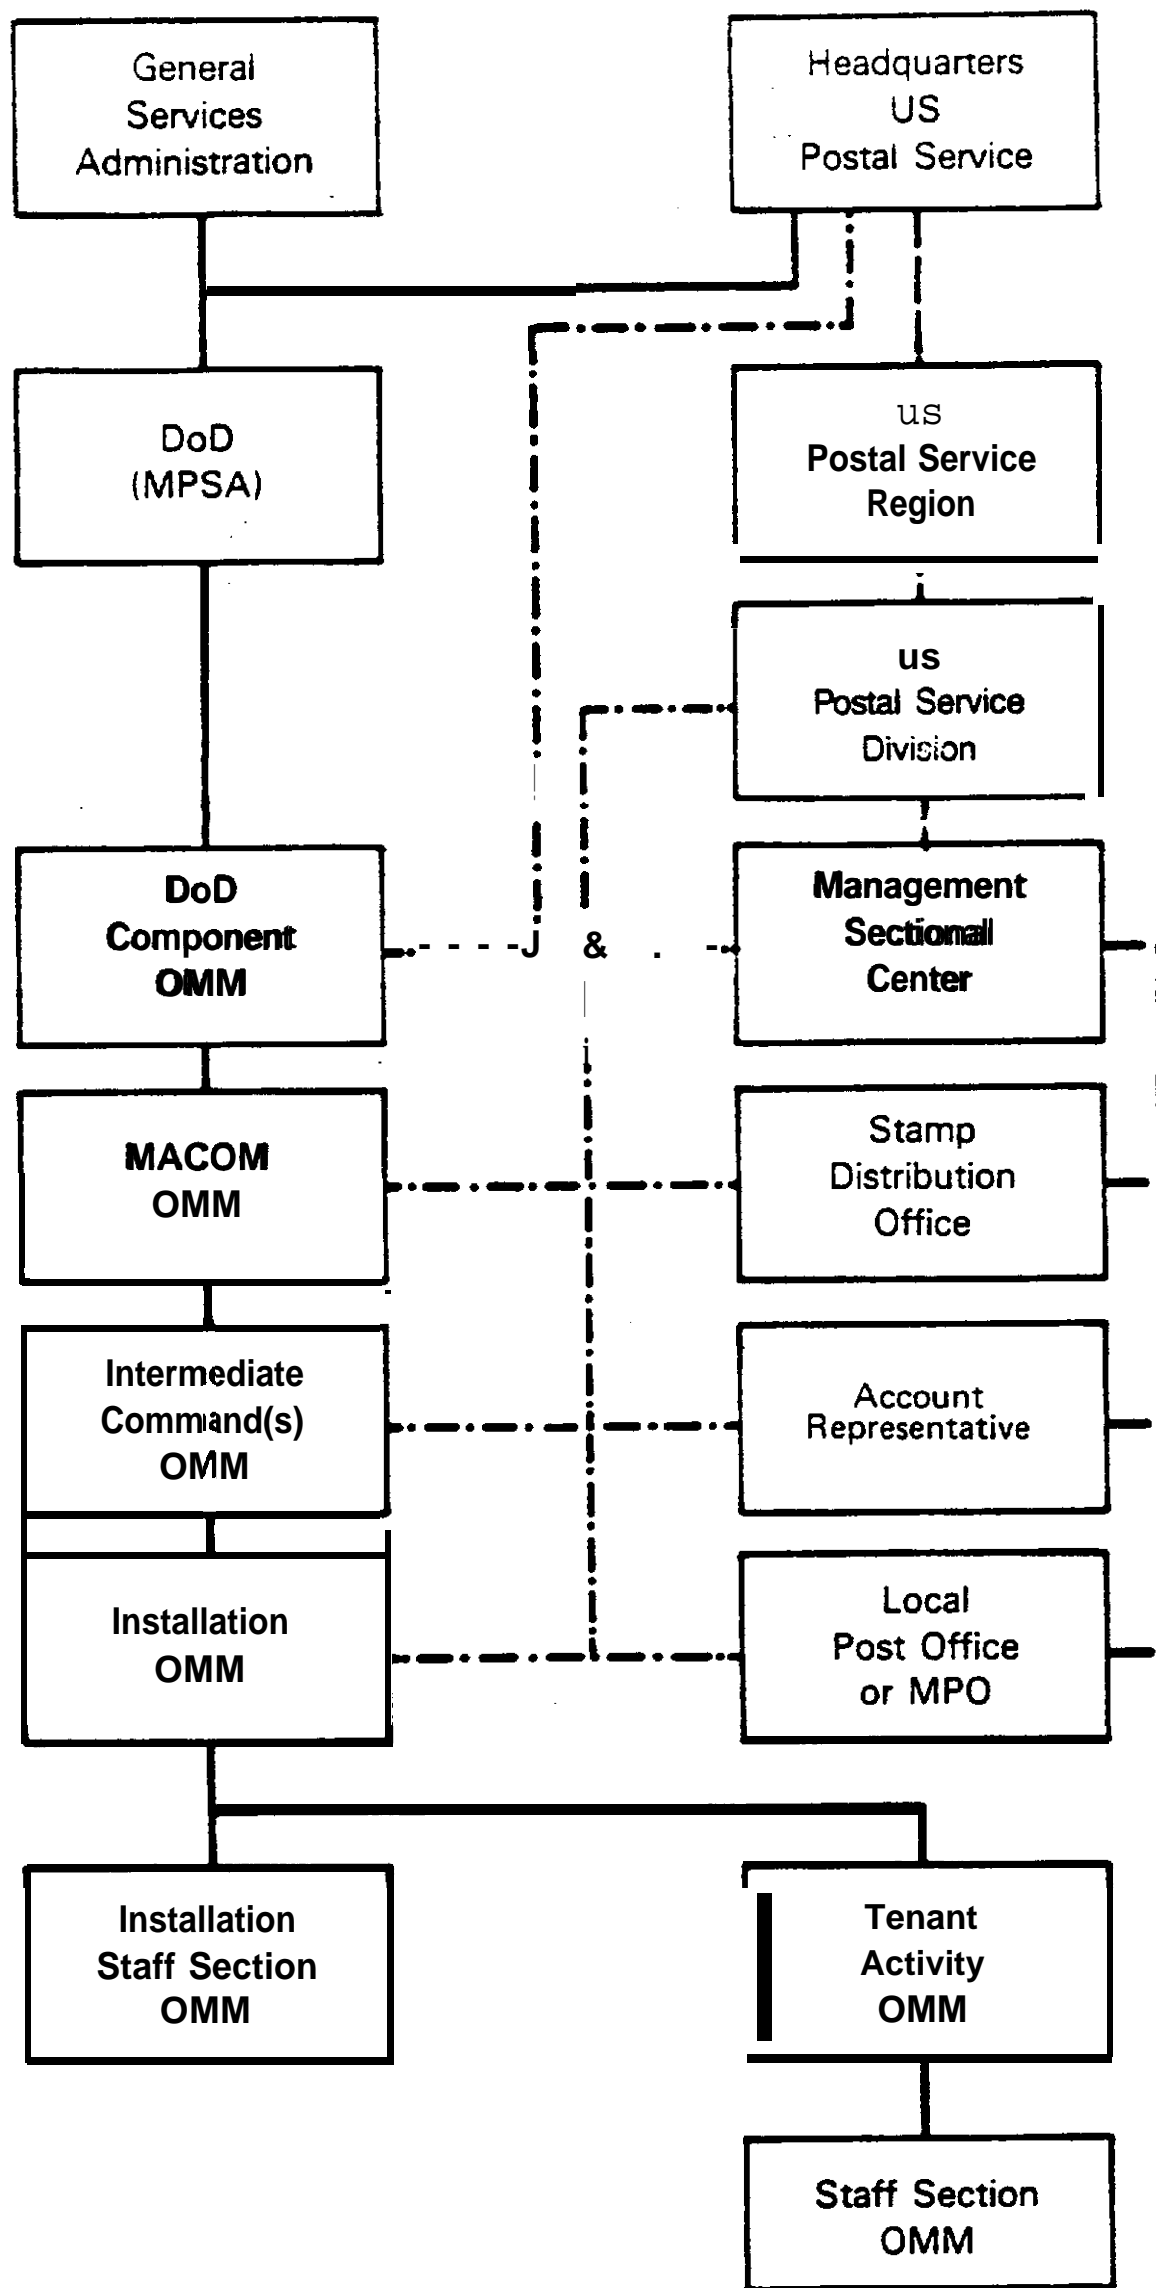 General
Services
Administration
Headquarters
US
Postal Service
DoD
(MPSA)
us
Postal Service
Region
us
Postal Service
Division
DoD
Component
OMM
J & . -
Management
Sectional
Center
MACOM
OMM
Stamp
Distribution
Office
Intermediate
Command(s)
OMM
Account
Representative
Installation
OMM
Local
Post Office
or MPO
Installation
Staff Section
OMM
Tenant
Activity
OMM
Staff Section
OMM